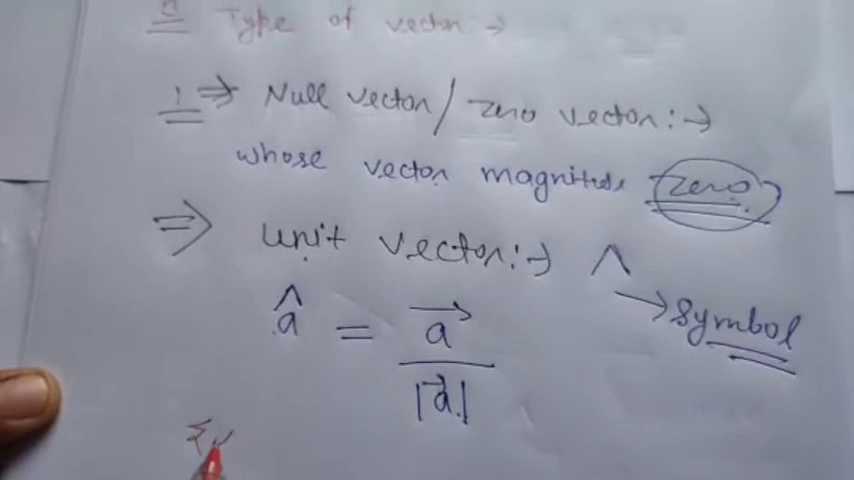 Type of vector :→
1 ⇒ Null vector / zero vector :→
whose vector magnitude zero.
⇒ unit vector :→ ^
→ Symbol
â = a⃗ / |a⃗|